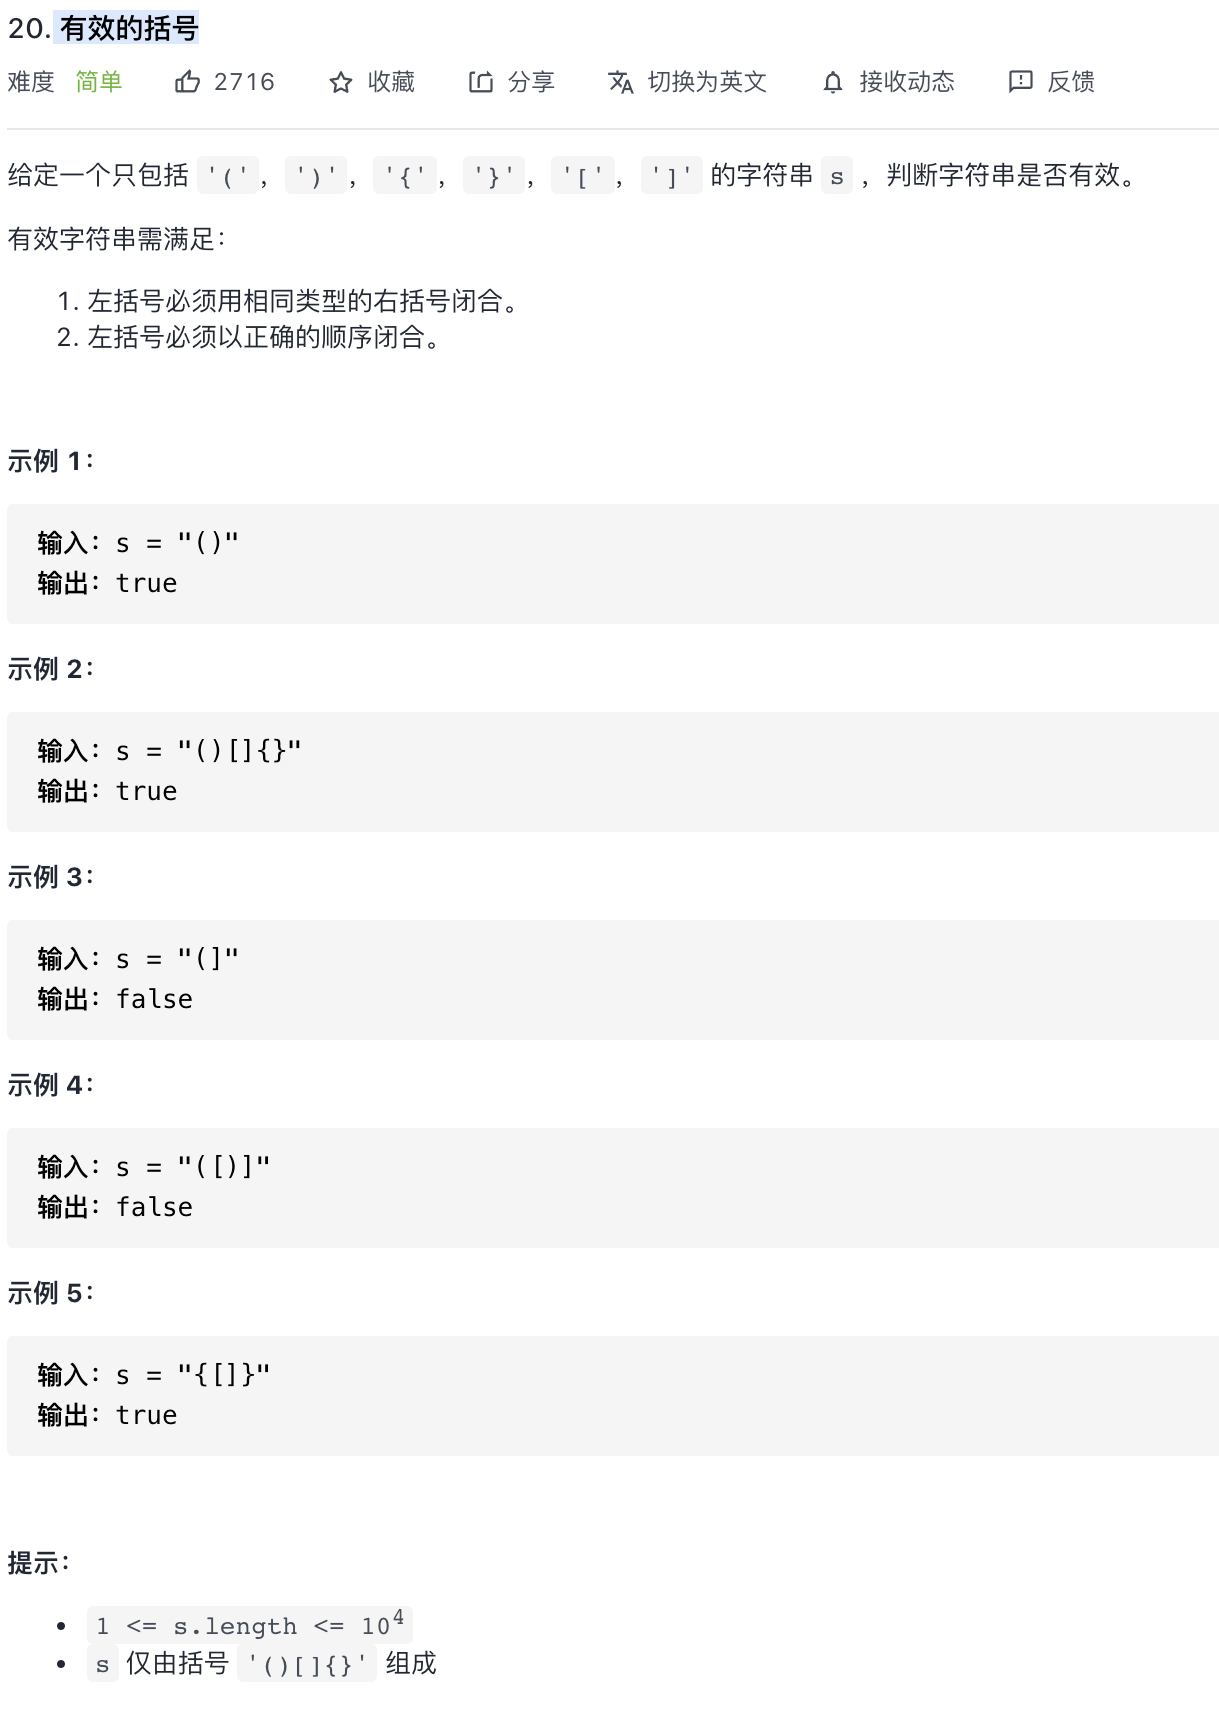 20. 有效的括号
难度 简单 2716 收藏 分享 切换为英文 接收动态 反馈
给定一个只包括 '('，')'，'{'，'}'，'['，']' 的字符串 s ，判断字符串是否有效。
有效字符串需满足：
1. 左括号必须用相同类型的右括号闭合。
2. 左括号必须以正确的顺序闭合。
示例 1：
输入：s = "()"
输出：true
示例 2：
输入：s = "()[]{}"
输出：true
示例 3：
输入：s = "(]"
输出：false
示例 4：
输入：s = "([)]"
输出：false
示例 5：
输入：s = "{[]}"
输出：true
提示：
• 1 <= s.length <= 10⁴
• s 仅由括号 '()[]{}' 组成